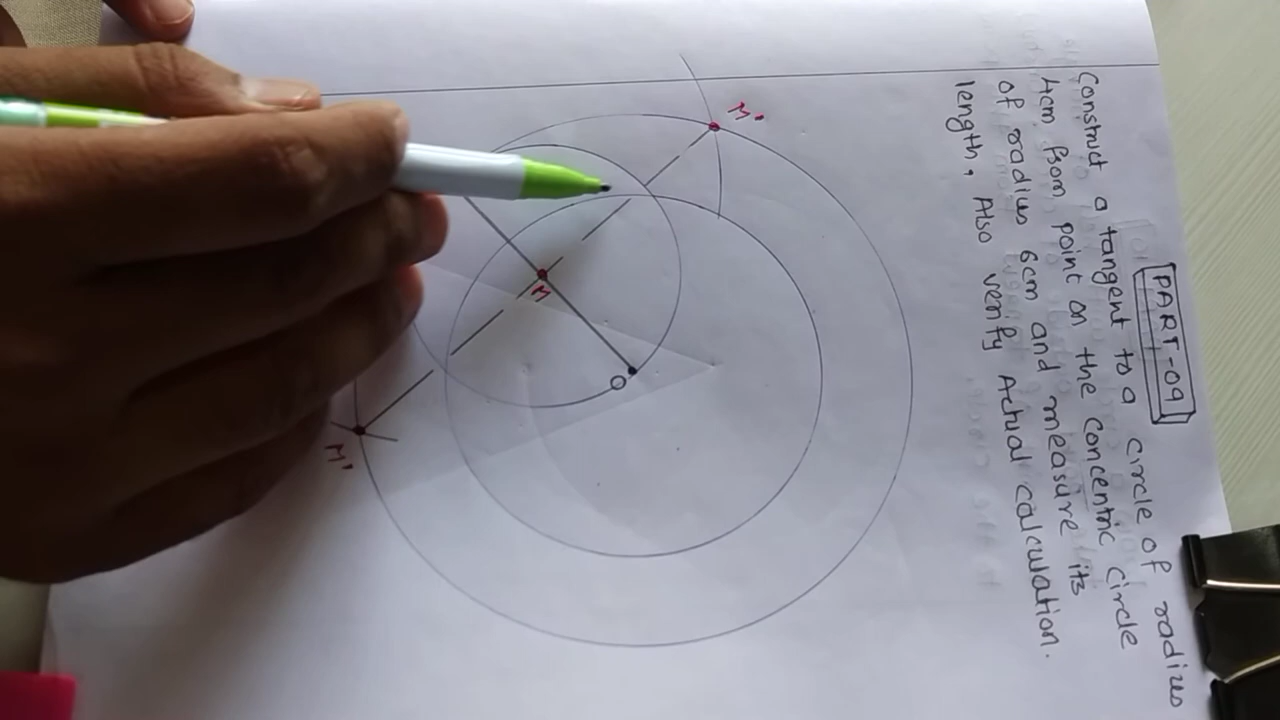 PART-09
Construct a tangent to a circle of radius
4cm from point on the concentric circle
of radius 6cm and measure its
length. Also verify Actual calculation.
M'
M
O
M'